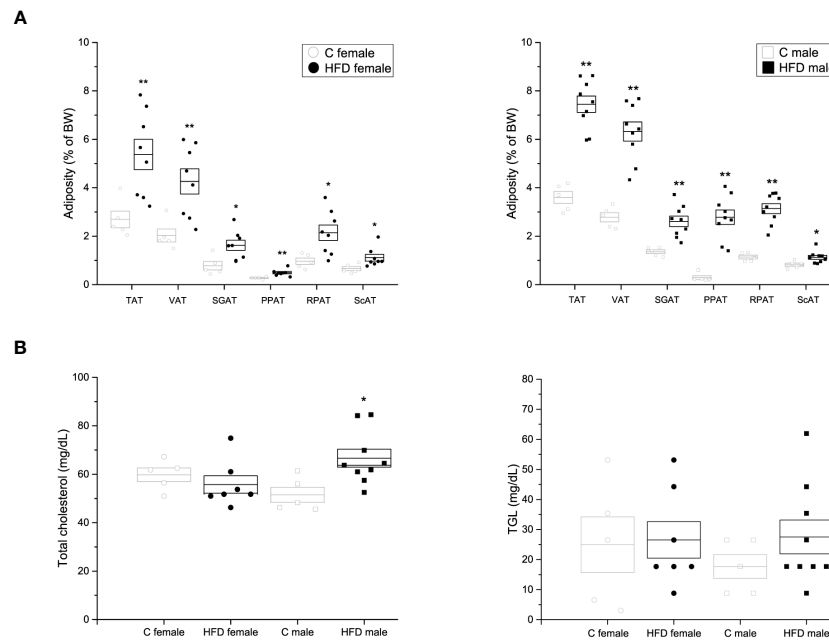 A
Adiposity (% of BW)
10
8
6
4
2
0
C female
HFD female
**
**
*
**
*
*
TAT VAT SGAT PPAT RPAT ScAT
Adiposity (% of BW)
10
8
6
4
2
0
C male
HFD male
**
**
**
**
**
*
TAT VAT SGAT PPAT RPAT ScAT
B
Total cholesterol (mg/dL)
100
80
60
40
20
0
*
C female HFD female C male HFD male
TGL (mg/dL)
80
70
60
50
40
30
20
10
0
C female HFD female C male HFD male